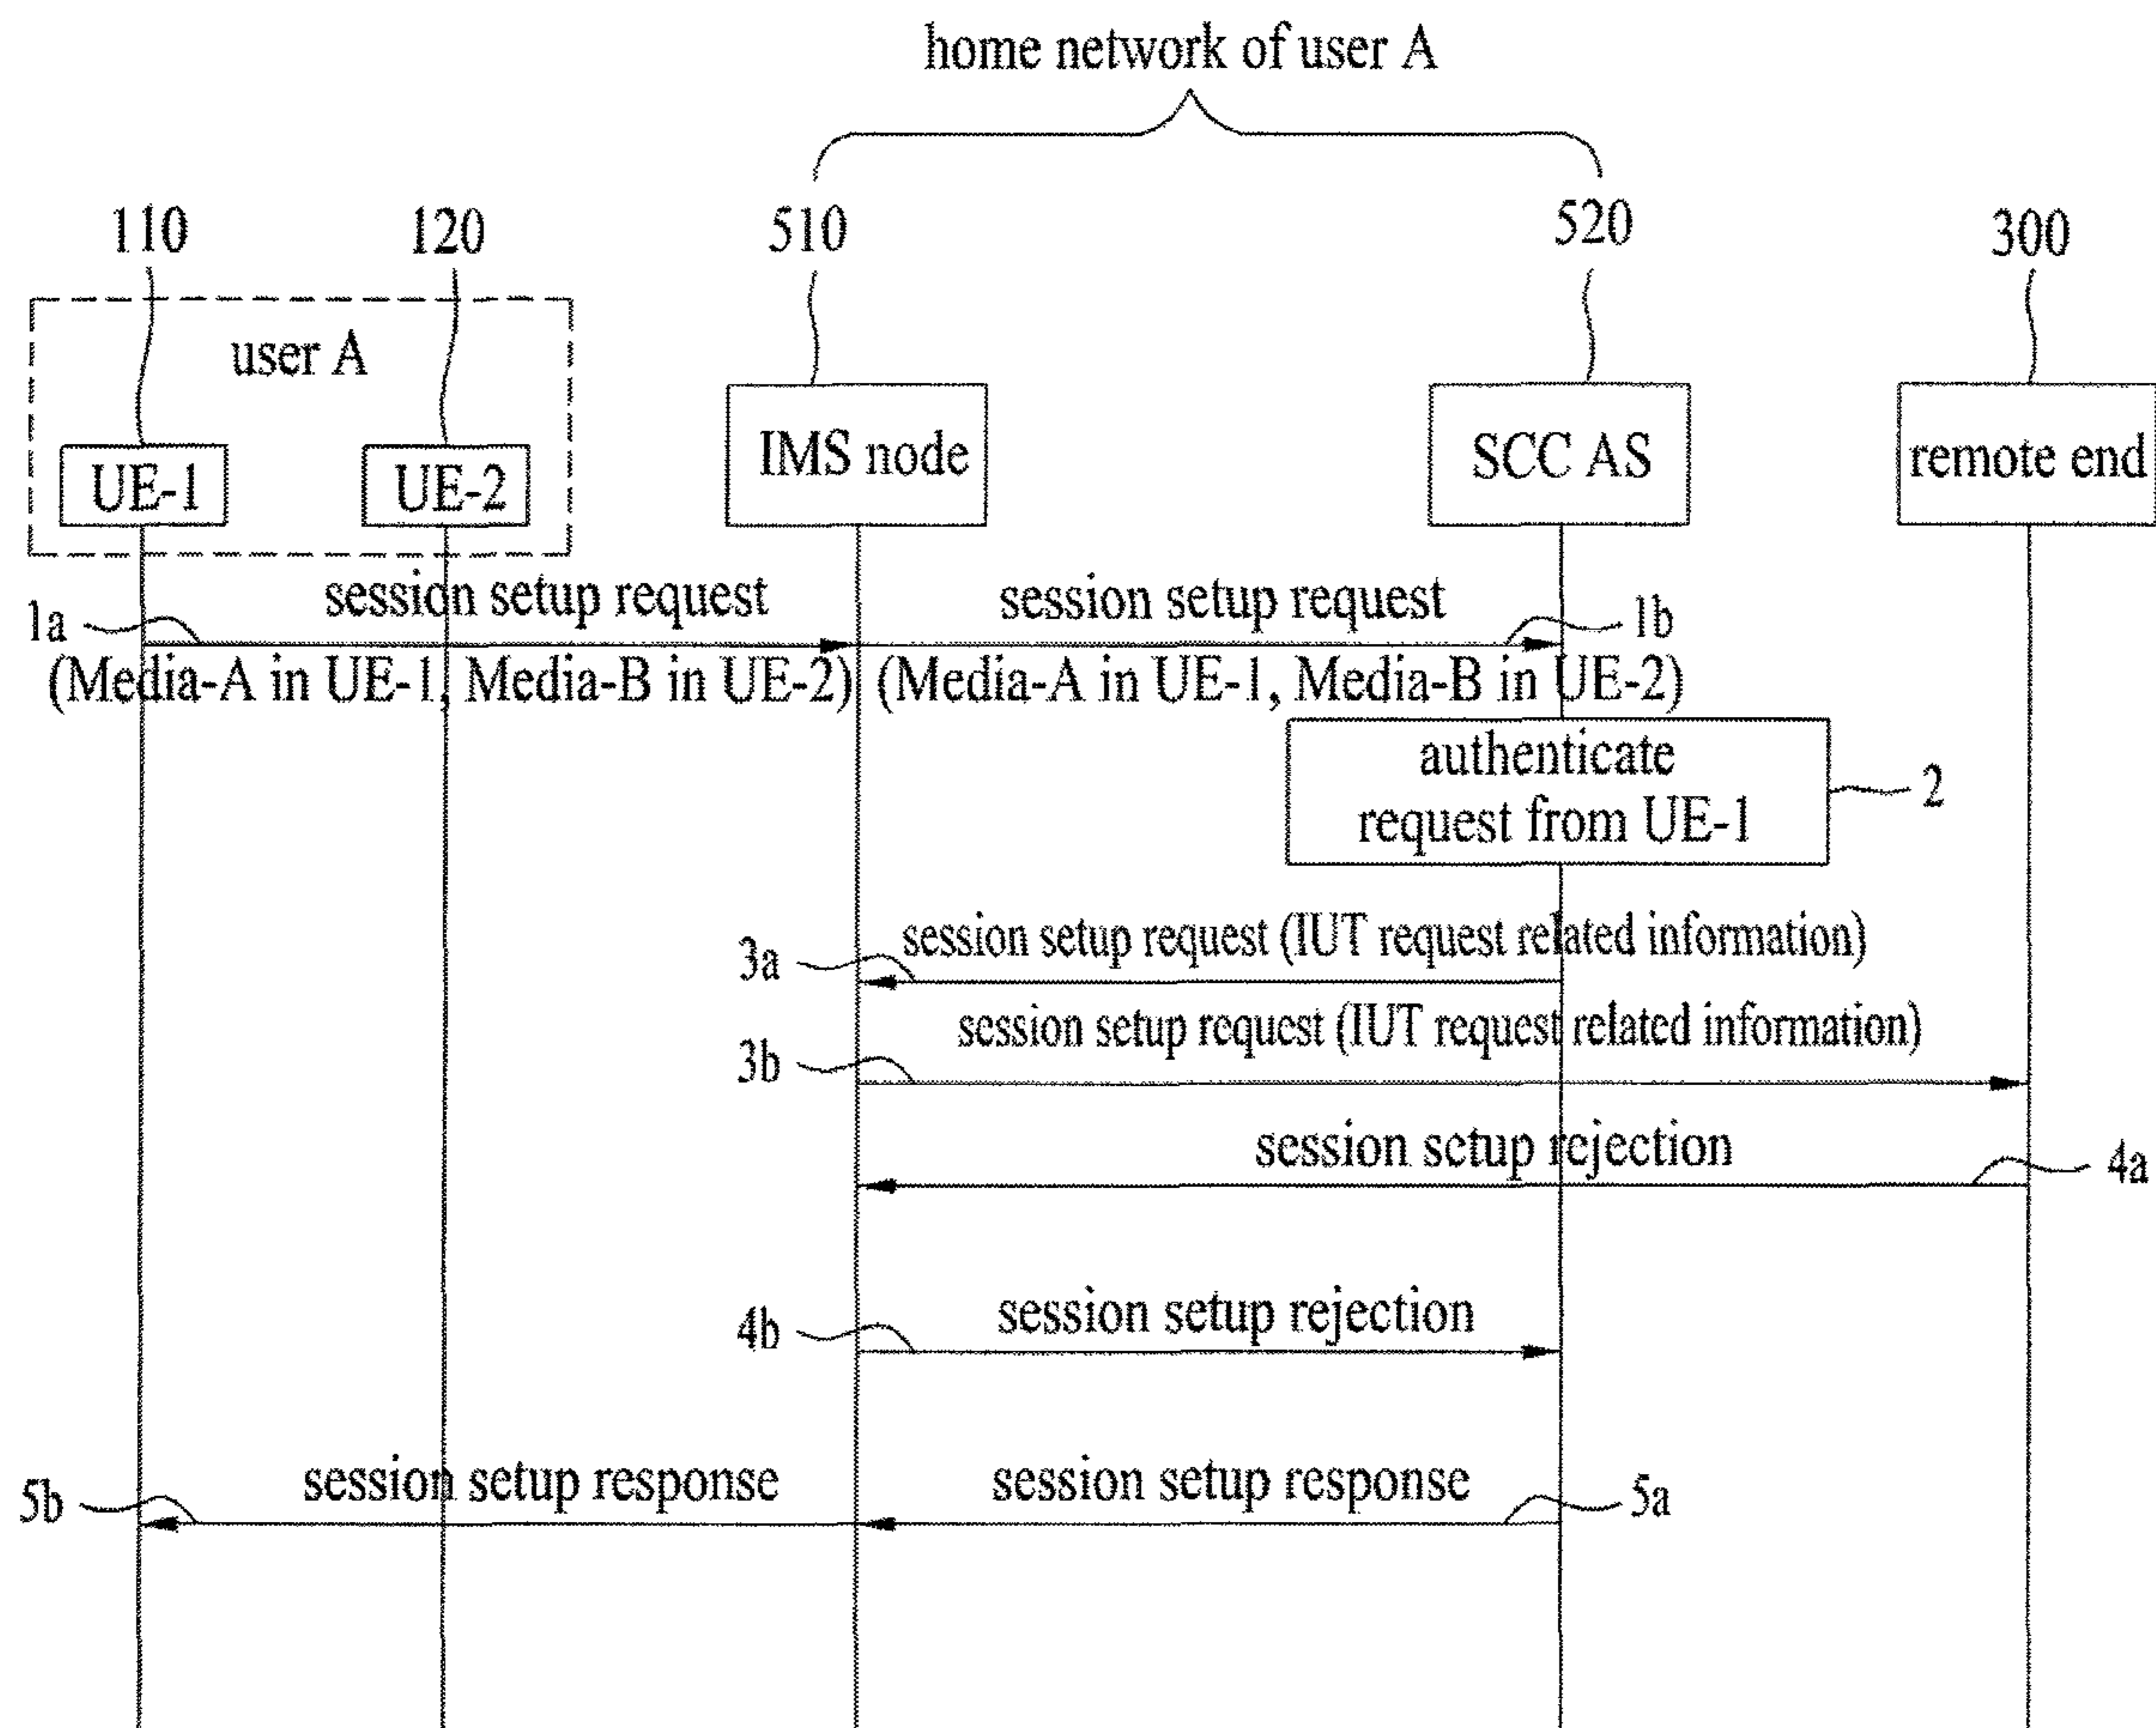 home network of user A
110
120
510
520
300
user A
UE-1
UE-2
IMS node
SCC AS
remote end
session setup request
session setup request
1a
1b
(Media-A in UE-1, Media-B in UE-2)
(Media-A in UE-1, Media-B in UE-2)
authenticate
request from UE-1
2
session setup request (IUT request related information)
3a
session setup request (IUT request related information)
3b
session setup rejection
4a
session setup rejection
4b
session setup response
session setup response
5b
5a